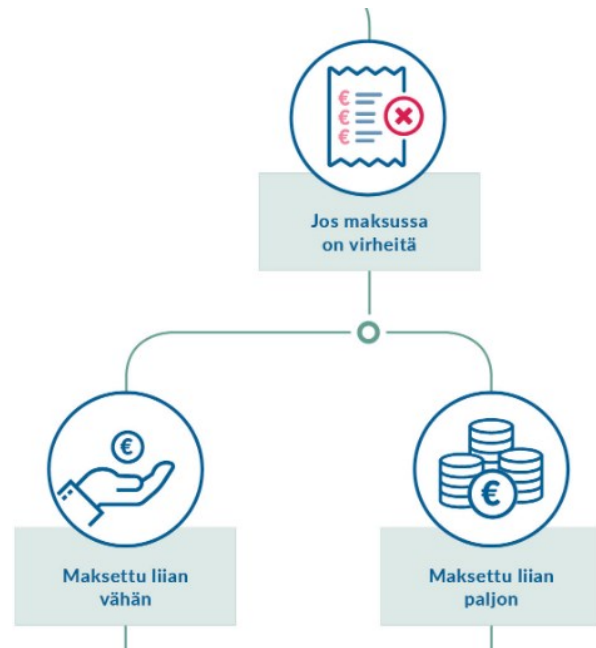 €
€
€
Jos maksussa
on virheitä
€
€
Maksettu liian
vähän
Maksettu liian
paljon